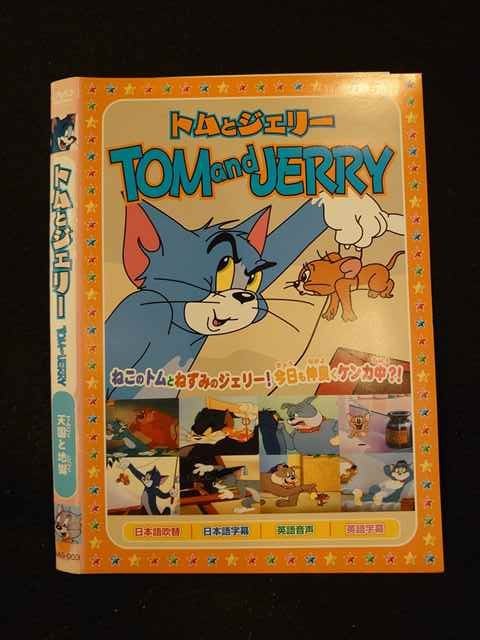 トムとジェリー
TOM and JERRY
ねこのトムとねずみのジェリー!今日も仲良くケンカ中?!
日本語吹替
日本語字幕
英語音声
英語字幕
トムとジェリー
TOM and JERRY
天国と地獄